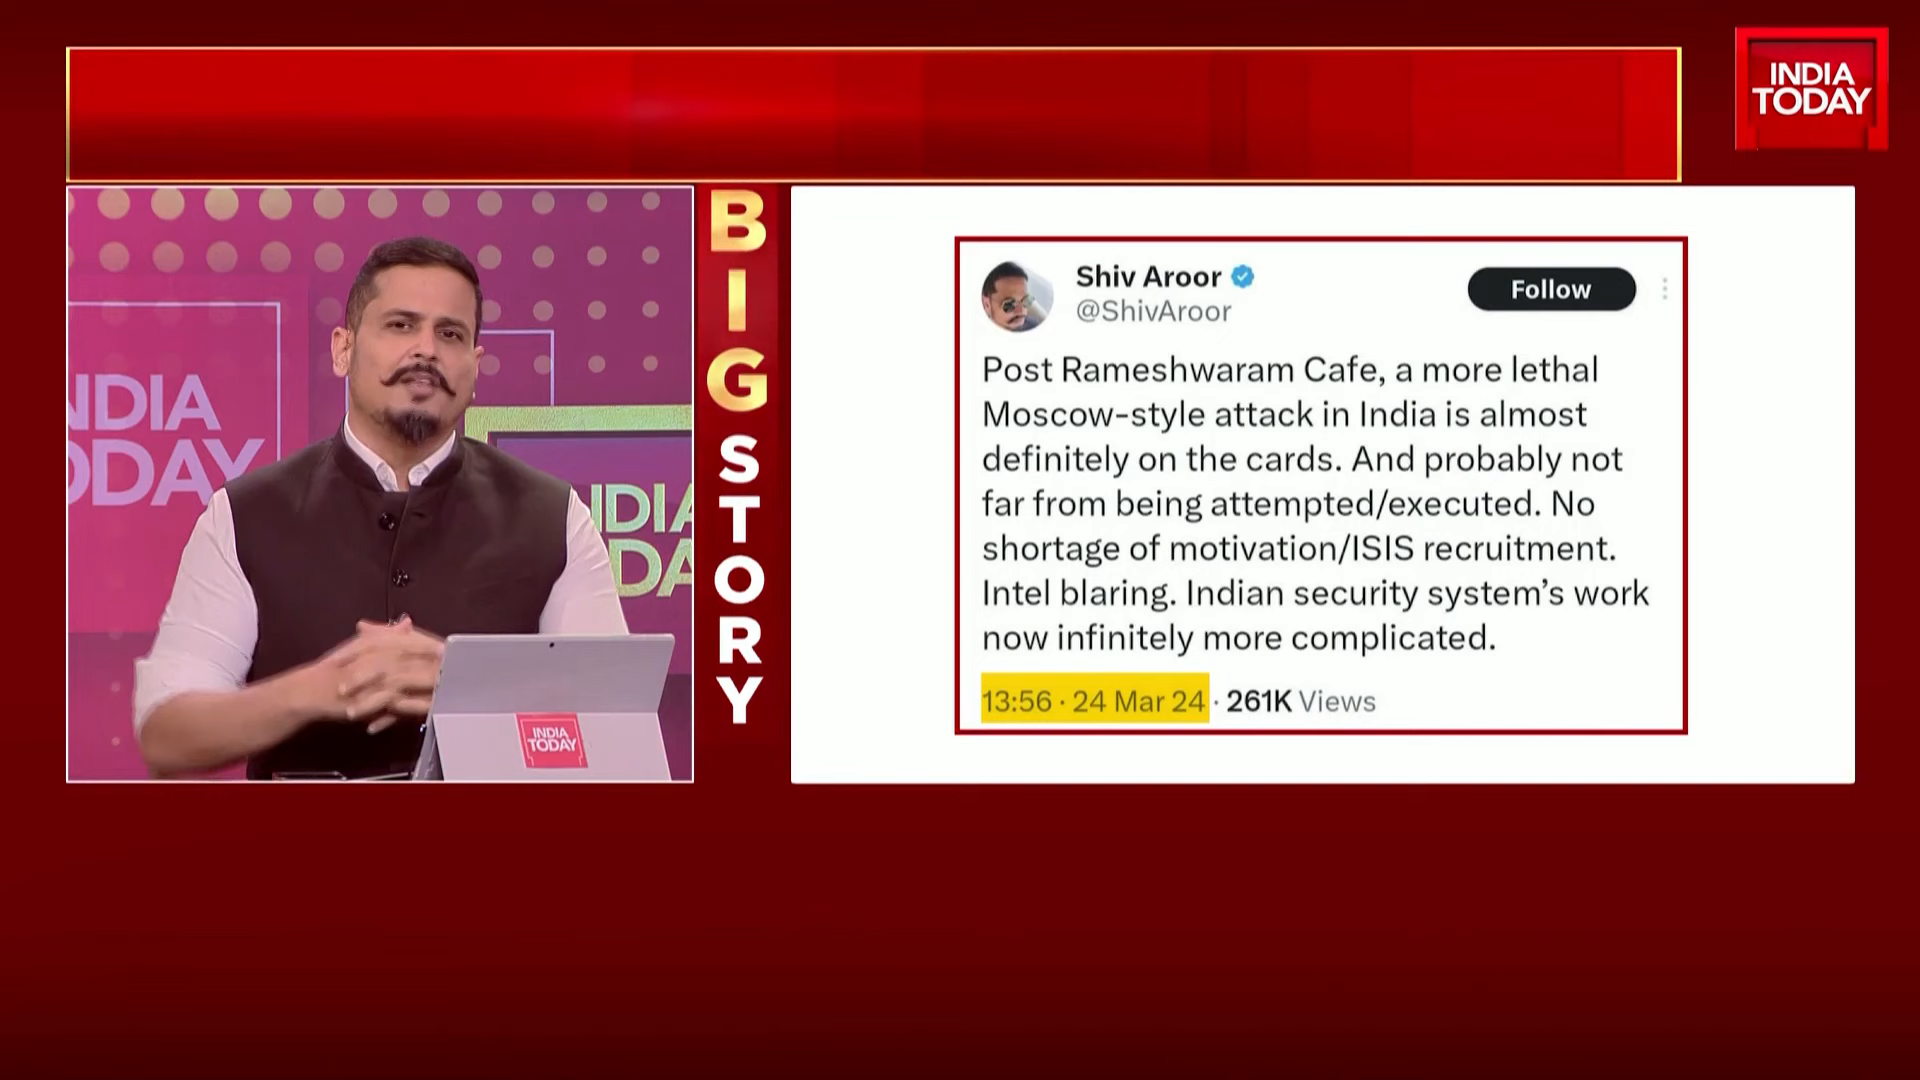 INDIA
TODAY
NDIA
ODAY
INDIA
TODAY
BIG STORY
Shiv Aroor
@ShivAroor
Follow
Post Rameshwaram Cafe, a more lethal
Moscow-style attack in India is almost
definitely on the cards. And probably not
far from being attempted/executed. No
shortage of motivation/ISIS recruitment.
Intel blaring. Indian security system's work
now infinitely more complicated.
13:56 · 24 Mar 24 · 261K Views